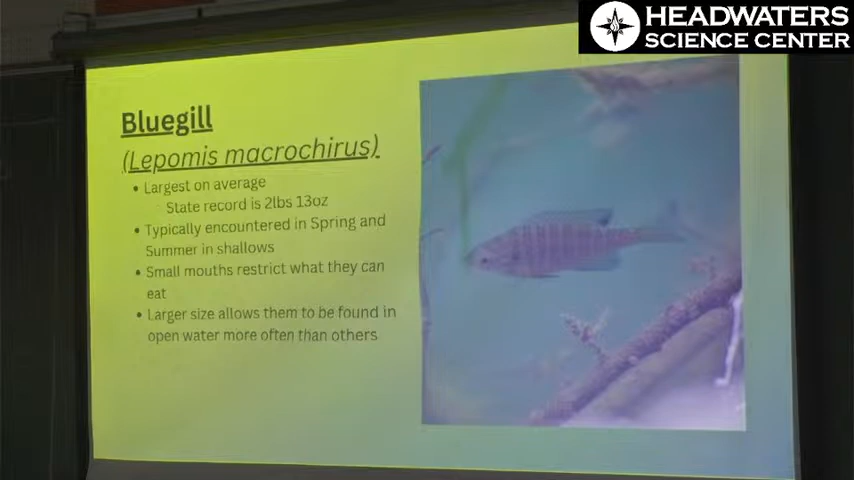 HEADWATERS
SCIENCE CENTER
Bluegill
(Lepomis macrochirus)
• Largest on average
State record is 2lbs 13oz
• Typically encountered in Spring and
Summer in shallows
• Small mouths restrict what they can
eat
• Larger size allows them to be found in
open water more often than others